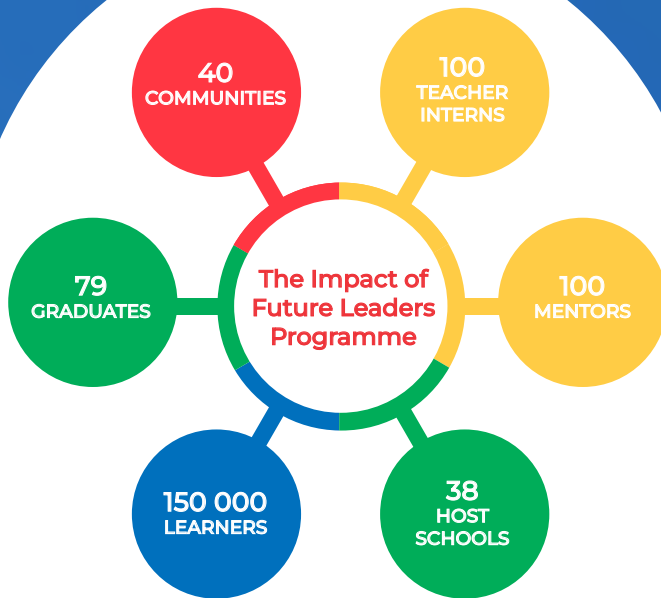 40
COMMUNITIES
100
TEACHER
INTERNS
79
GRADUATES
The Impact of
Future Leaders
Programme
100
MENTORS
150 000
LEARNERS
38
HOST
SCHOOLS